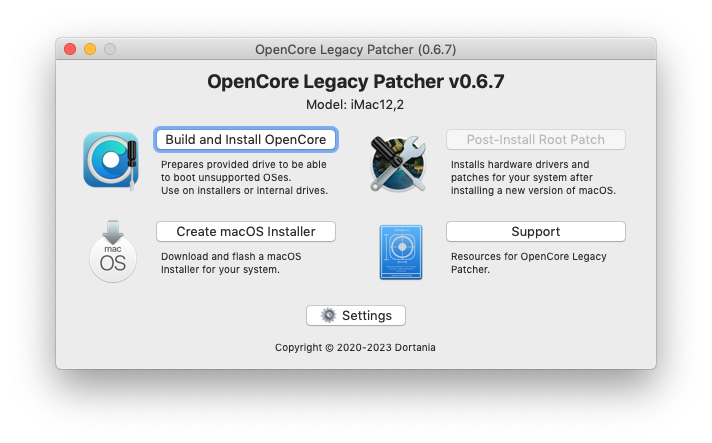 OpenCore Legacy Patcher (0.6.7)
OpenCore Legacy Patcher v0.6.7
Model: iMac12,2
Build and Install OpenCore
Prepares provided drive to be able
to boot unsupported OSes.
Use on installers or internal drives.
Post-Install Root Patch
Installs hardware drivers and
patches for your system after
installing a new version of macOS.
mac
OS
Create macOS Installer
Download and flash a macOS
Installer for your system.
Support
Resources for OpenCore Legacy
Patcher.
Settings
Copyright © 2020-2023 Dortania